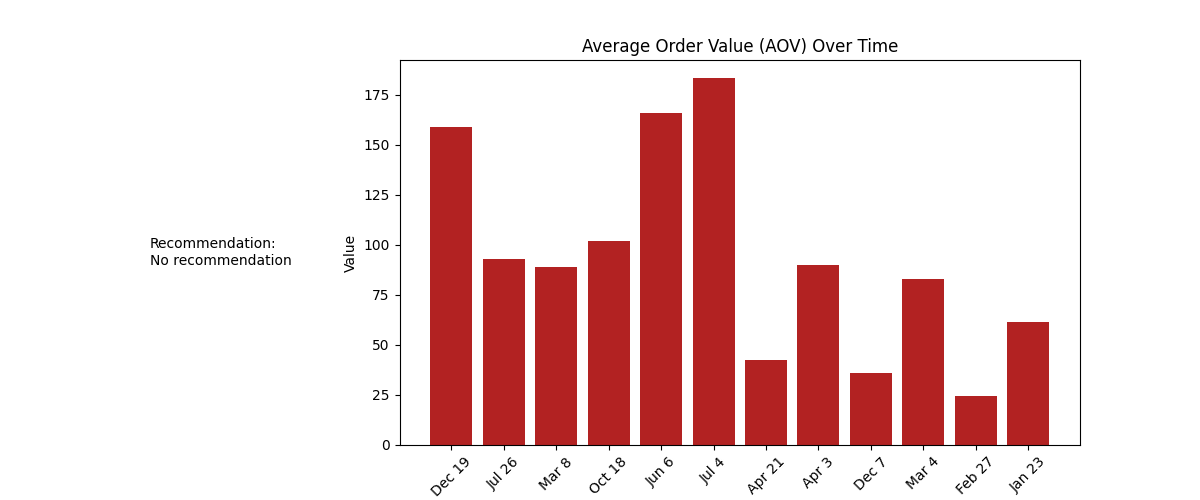 Average Order Value (AOV) Over Time
Recommendation:
No recommendation
Value
175
150
125
100
75
50
25
0
Dec 19
Jul 26
Mar 8
Oct 18
Jun 6
Jul 4
Apr 21
Apr 3
Dec 7
Mar 4
Feb 27
Jan 23